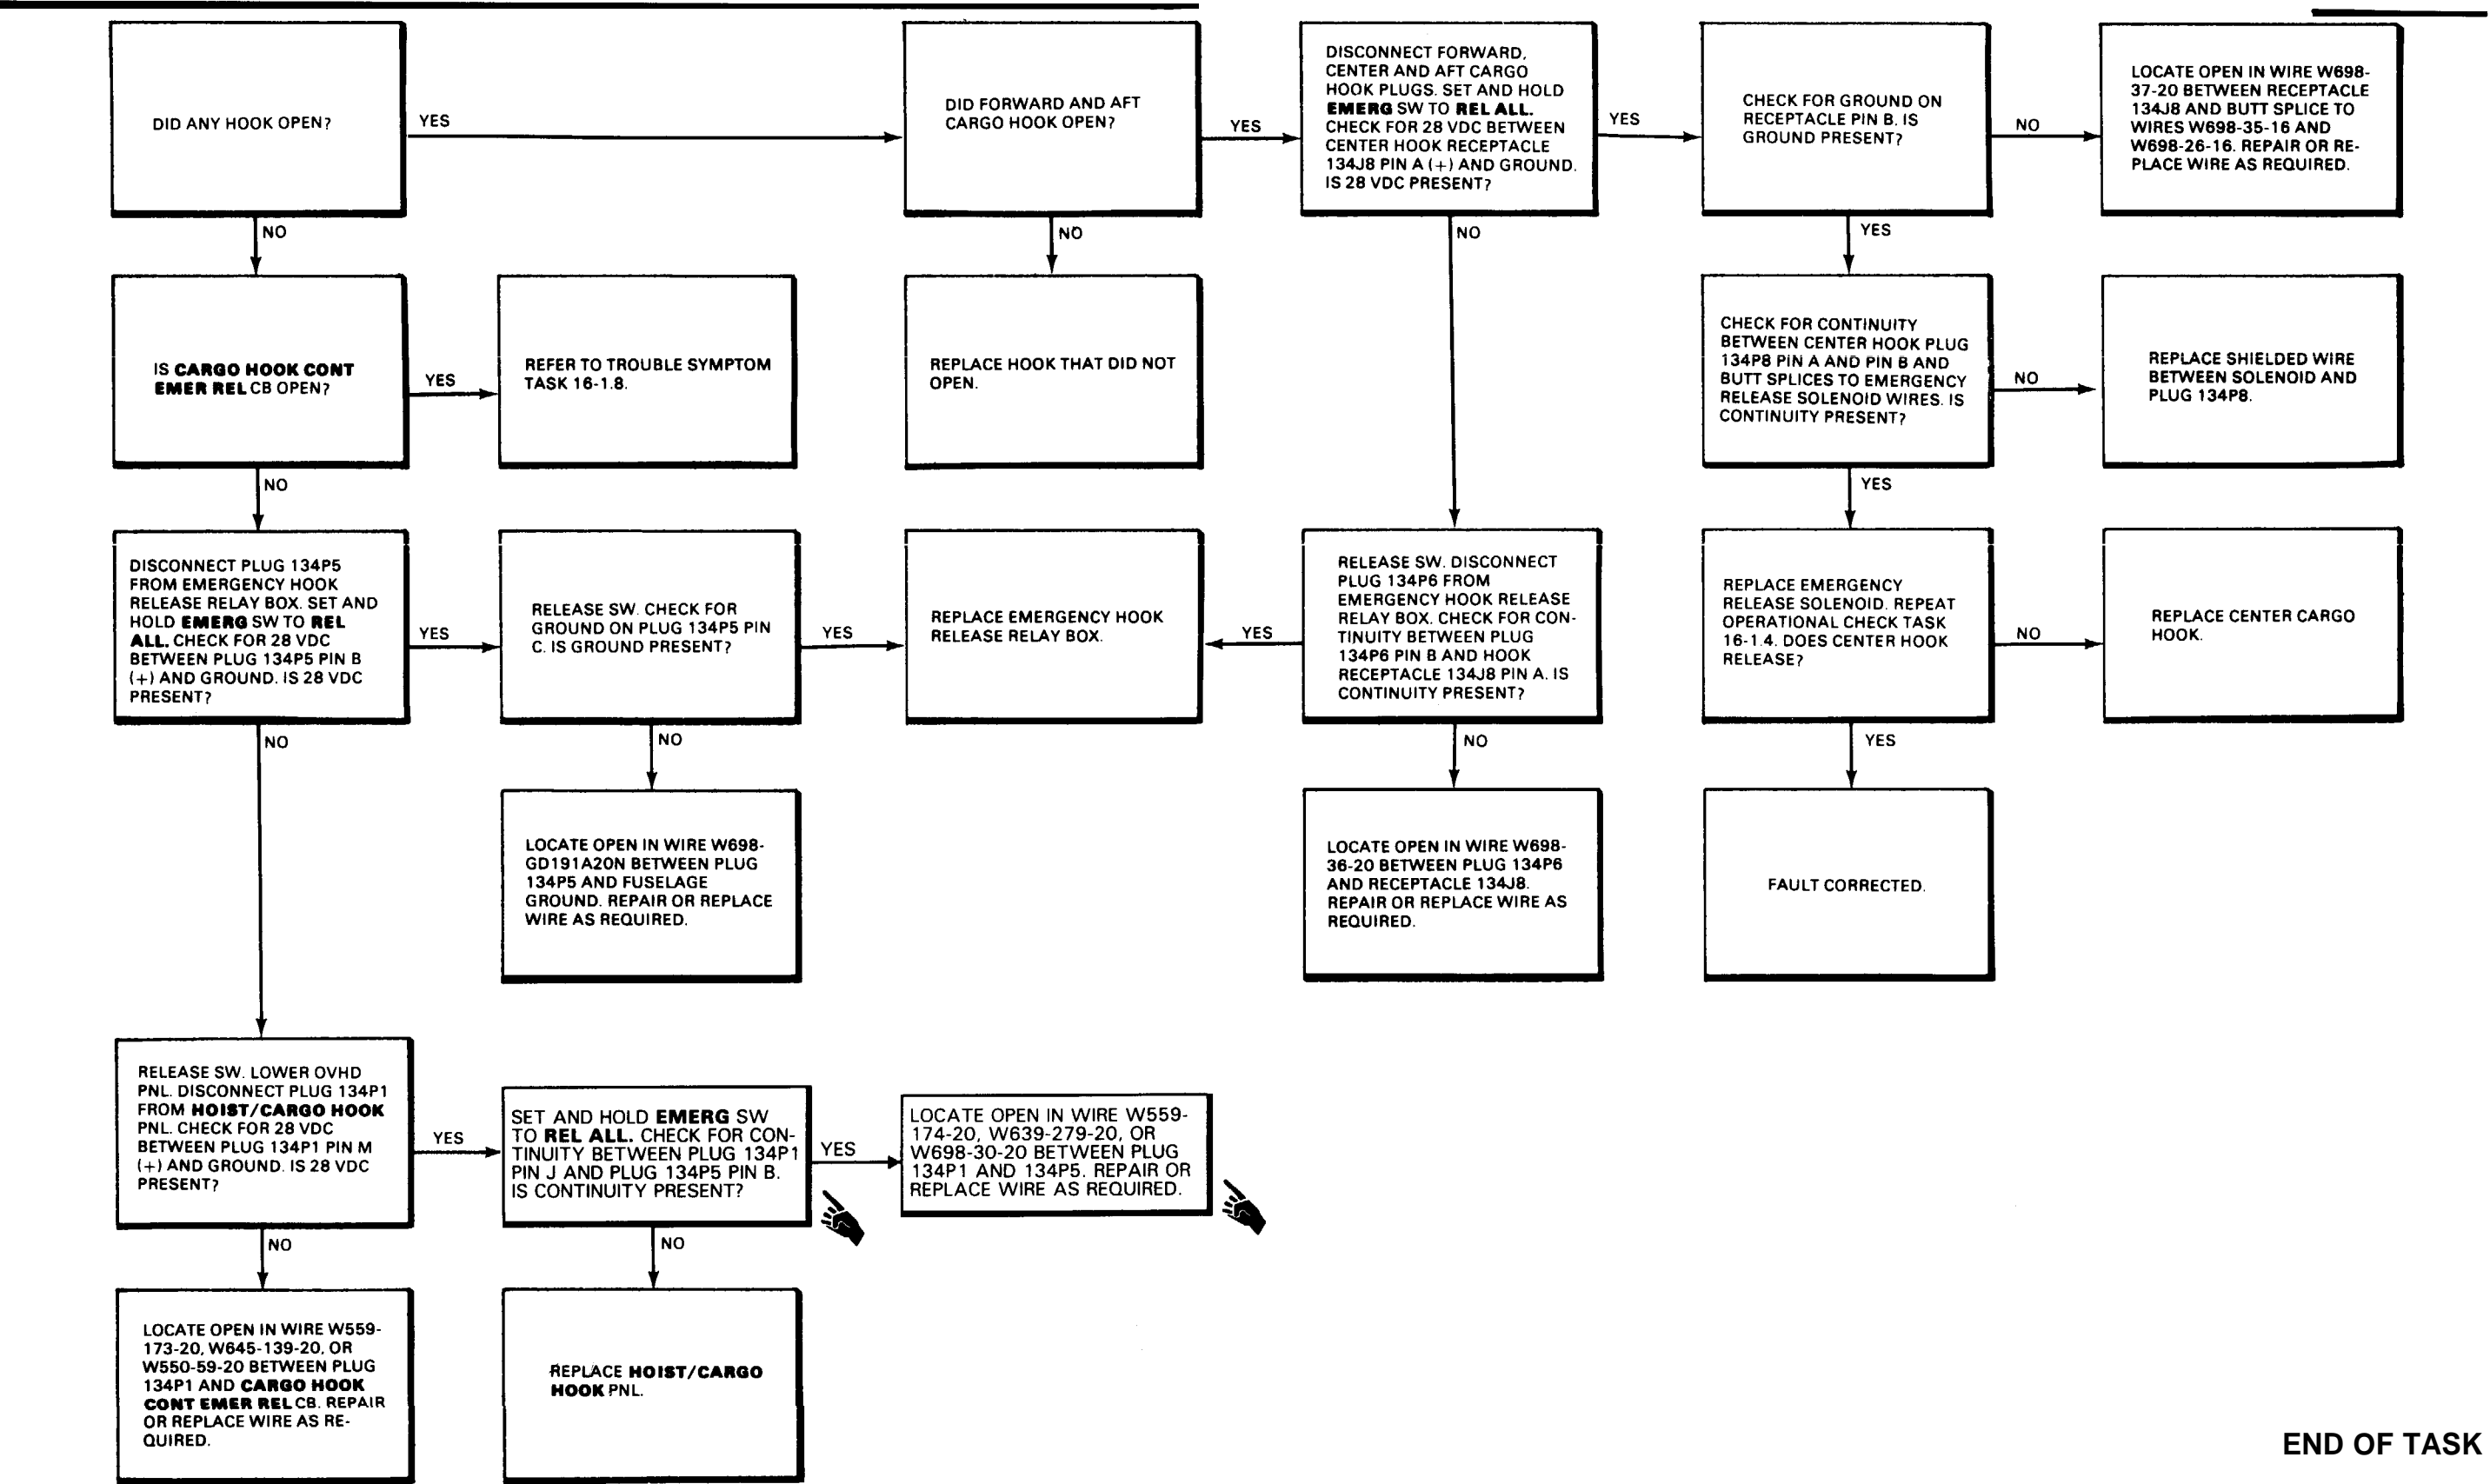 DID ANY HOOK OPEN?
YES
DID FORWARD AND AFT
CARGO HOOK OPEN?
YES
DISCONNECT FORWARD,
CENTER AND AFT CARGO
HOOK PLUGS. SET AND HOLD
EMERG SW TO REL ALL.
CHECK FOR 28 VDC BETWEEN
CENTER HOOK RECEPTACLE
134J8 PIN A (+) AND GROUND.
IS 28 VDC PRESENT?
YES
CHECK FOR GROUND ON
RECEPTACLE PIN B. IS
GROUND PRESENT?
NO
LOCATE OPEN IN WIRE W698-
37-20 BETWEEN RECEPTACLE
134J8 AND BUTT SPLICE TO
WIRES W698-35-16 AND
W698-26-16. REPAIR OR RE-
PLACE WIRE AS REQUIRED.
NO
NO
NO
YES
IS CARGO HOOK CONT
EMER REL CB OPEN?
YES
REFER TO TROUBLE SYMPTOM
TASK 16-1.8.
REPLACE HOOK THAT DID NOT
OPEN.
CHECK FOR CONTINUITY
BETWEEN CENTER HOOK PLUG
134P8 PIN A AND PIN B AND
BUTT SPLICES TO EMERGENCY
RELEASE SOLENOID WIRES. IS
CONTINUITY PRESENT?
NO
REPLACE SHIELDED WIRE
BETWEEN SOLENOID AND
PLUG 134P8.
NO
YES
DISCONNECT PLUG 134P5
FROM EMERGENCY HOOK
RELEASE RELAY BOX. SET AND
HOLD EMERG SW TO REL
ALL. CHECK FOR 28 VDC
BETWEEN PLUG 134P5 PIN B
(+) AND GROUND. IS 28 VDC
PRESENT?
YES
RELEASE SW. CHECK FOR
GROUND ON PLUG 134P5 PIN
C. IS GROUND PRESENT?
YES
REPLACE EMERGENCY HOOK
RELEASE RELAY BOX.
YES
RELEASE SW. DISCONNECT
PLUG 134P6 FROM
EMERGENCY HOOK RELEASE
RELAY BOX. CHECK FOR CON-
TINUITY BETWEEN PLUG
134P6 PIN B AND HOOK
RECEPTACLE 134J8 PIN A. IS
CONTINUITY PRESENT?
REPLACE EMERGENCY
RELEASE SOLENOID. REPEAT
OPERATIONAL CHECK TASK
16-1.4. DOES CENTER HOOK
RELEASE?
NO
REPLACE CENTER CARGO
HOOK.
NO
NO
NO
YES
LOCATE OPEN IN WIRE W698-
GD191A20N BETWEEN PLUG
134P5 AND FUSELAGE
GROUND. REPAIR OR REPLACE
WIRE AS REQUIRED.
LOCATE OPEN IN WIRE W698-
36-20 BETWEEN PLUG 134P6
AND RECEPTACLE 134J8.
REPAIR OR REPLACE WIRE AS
REQUIRED.
FAULT CORRECTED.
RELEASE SW. LOWER OVHD
PNL. DISCONNECT PLUG 134P1
FROM HOIST/CARGO HOOK
PNL. CHECK FOR 28 VDC
BETWEEN PLUG 134P1 PIN M
(+) AND GROUND. IS 28 VDC
PRESENT?
YES
SET AND HOLD EMERG SW
TO REL ALL. CHECK FOR CON-
TINUITY BETWEEN PLUG 134P1
PIN J AND PLUG 134P5 PIN B.
IS CONTINUITY PRESENT?
YES
LOCATE OPEN IN WIRE W559-
174-20, W639-279-20, OR
W698-30-20 BETWEEN PLUG
134P1 AND 134P5. REPAIR OR
REPLACE WIRE AS REQUIRED.
NO
NO
LOCATE OPEN IN WIRE W559-
173-20, W645-139-20, OR
W550-59-20 BETWEEN PLUG
134P1 AND CARGO HOOK
CONT EMER REL CB. REPAIR
OR REPLACE WIRE AS RE-
QUIRED.
REPLACE HOIST/CARGO
HOOK PNL.
END OF TASK